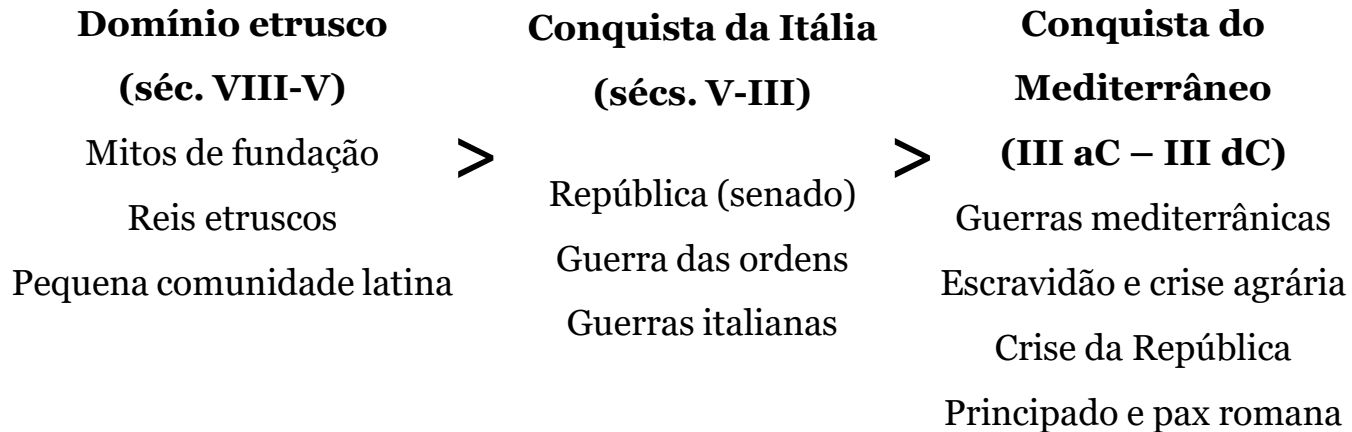 Domínio etrusco
(séc. VIII-V)
Mitos de fundação
Reis etruscos
Pequena comunidade latina
>
Conquista da Itália
(sécs. V-III)
República (senado)
Guerra das ordens
Guerras italianas
>
Conquista do
Mediterrâneo
(III aC – III dC)
Guerras mediterrânicas
Escravidão e crise agrária
Crise da República
Principado e pax romana